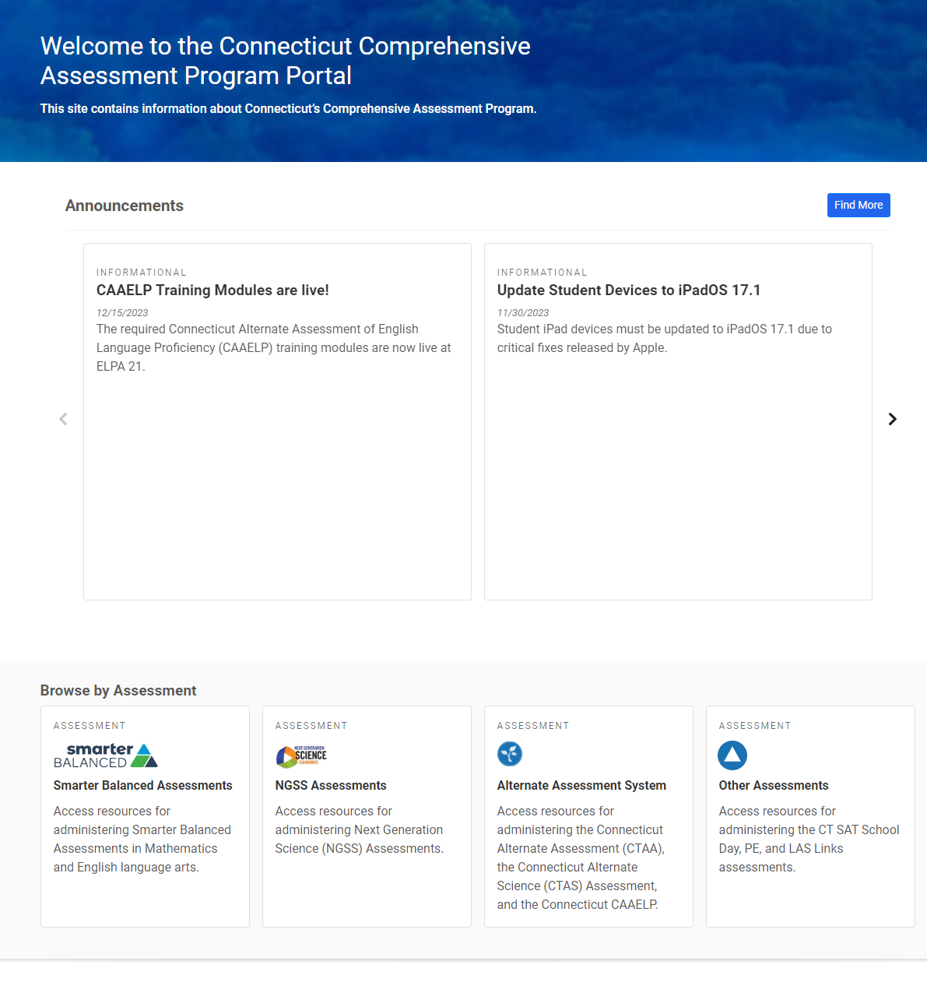 Welcome to the Connecticut Comprehensive
Assessment Program Portal
This site contains information about Connecticut’s Comprehensive Assessment Program.
Announcements
Find More
INFORMATIONAL
CAAELP Training Modules are live!
12/15/2023
The required Connecticut Alternate Assessment of English
Language Proficiency (CAAELP) training modules are now live at
ELPA 21.
INFORMATIONAL
Update Student Devices to iPadOS 17.1
11/30/2023
Student iPad devices must be updated to iPadOS 17.1 due to
critical fixes released by Apple.
Browse by Assessment
ASSESSMENT
smarter
BALANCED
Smarter Balanced Assessments
Access resources for
administering Smarter Balanced
Assessments in Mathematics
and English language arts.
ASSESSMENT
NEXT GENERATION
SCIENCE
STANDARDS
NGSS Assessments
Access resources for
administering Next Generation
Science (NGSS) Assessments.
ASSESSMENT
Alternate Assessment System
Access resources for
administering the Connecticut
Alternate Assessment (CTAA),
the Connecticut Alternate
Science (CTAS) Assessment,
and the Connecticut CAAELP.
ASSESSMENT
Other Assessments
Access resources for
administering the CT SAT School
Day, PE, and LAS Links
assessments.